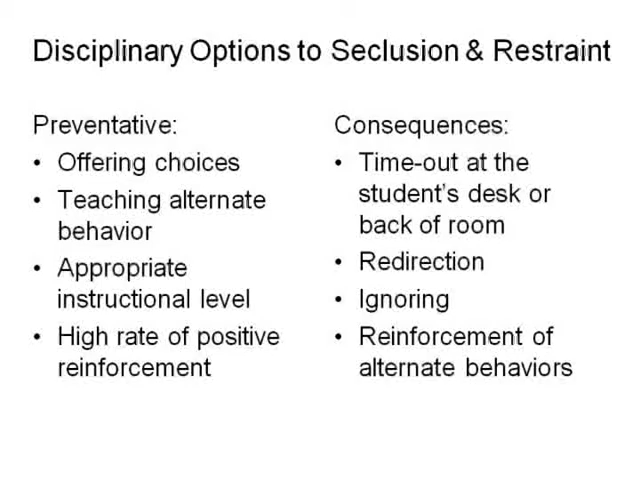 Disciplinary Options to Seclusion & Restraint
Preventative:
• Offering choices
• Teaching alternate
behavior
• Appropriate
instructional level
• High rate of positive
reinforcement
Consequences:
• Time-out at the
student's desk or
back of room
• Redirection
• Ignoring
• Reinforcement of
alternate behaviors